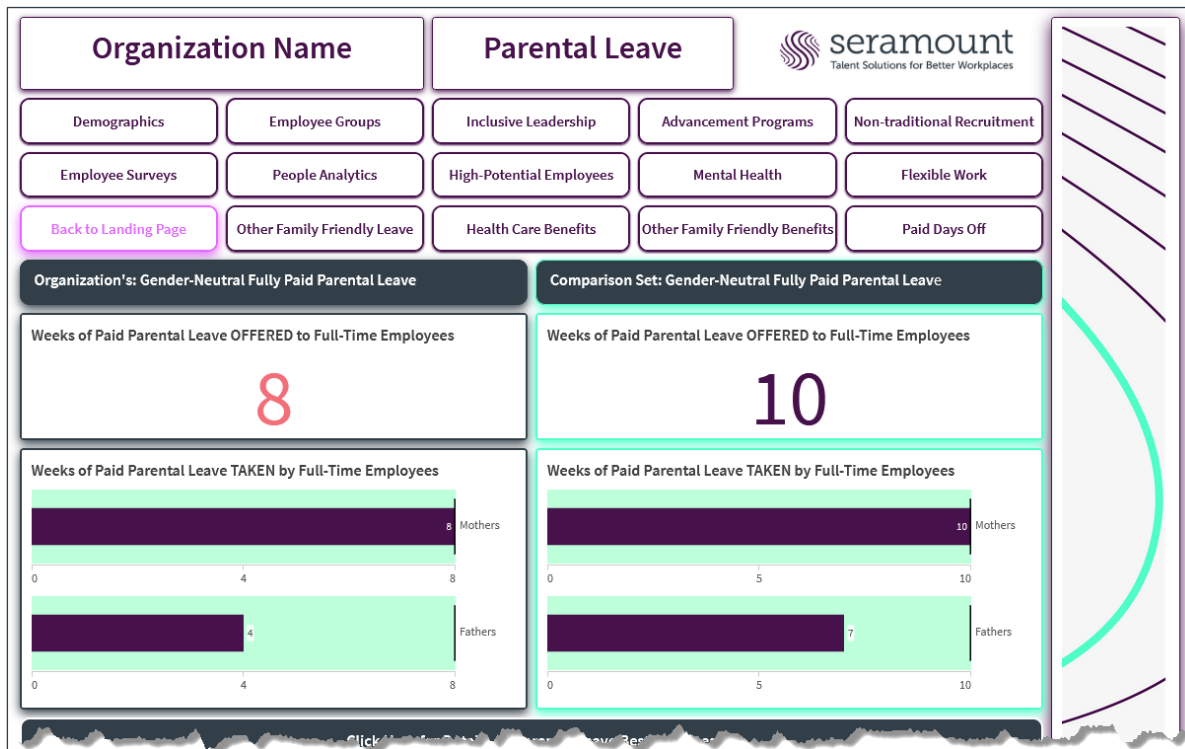 Organization Name
Parental Leave
seramount
Talent Solutions for Better Workplaces
Demographics
Employee Groups
Inclusive Leadership
Advancement Programs
Non-traditional Recruitment
Employee Surveys
People Analytics
High-Potential Employees
Mental Health
Flexible Work
Back to Landing Page
Other Family Friendly Leave
Health Care Benefits
Other Family Friendly Benefits
Paid Days Off
Organization's: Gender-Neutral Fully Paid Parental Leave
Comparison Set: Gender-Neutral Fully Paid Parental Leave
Weeks of Paid Parental Leave OFFERED to Full-Time Employees
8
Weeks of Paid Parental Leave OFFERED to Full-Time Employees
10
Weeks of Paid Parental Leave TAKEN by Full-Time Employees
8 Mothers
0 4 8
4 Fathers
0 4 8
Weeks of Paid Parental Leave TAKEN by Full-Time Employees
10 Mothers
0 5 10
7 Fathers
0 5 10